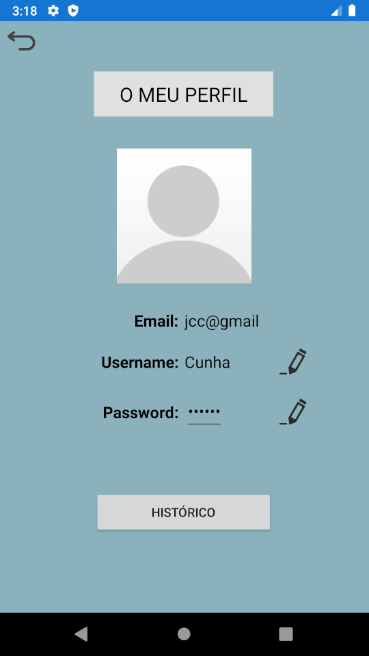 3:18
O MEU PERFIL
Email: jcc@gmail
Username: Cunha
Password: ••••••
HISTÓRICO